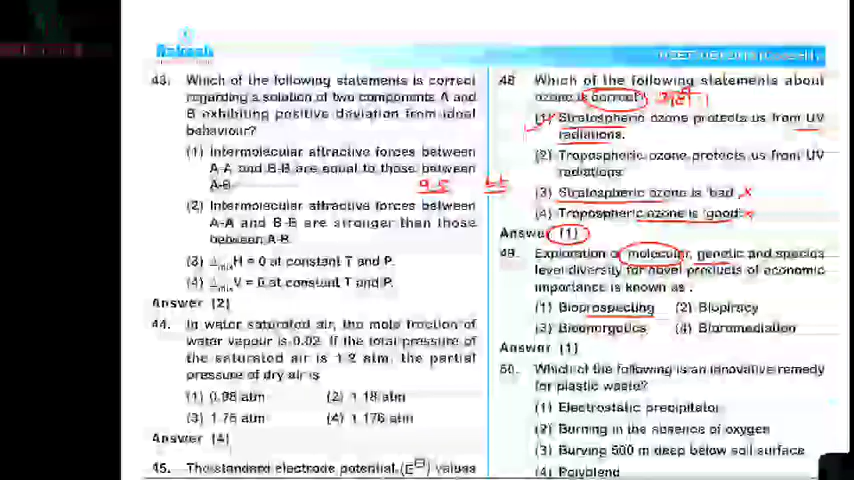 Aakash
43. Which of the following statements is correct
regarding a solution of two components A and
B exhibiting positive deviation from ideal
behaviour?
(1) Intermolecular attractive forces between
A-A and B-B are equal to those between
A-B
(2) Intermolecular attractive forces between
A-A and B-B are stronger than those
between A-B.
(3) ΔmixH = 0 at constant T and P.
(4) ΔmixV = 0 at constant T and P.
Answer (2)
44. In water saturated air, the mole fraction of
water vapour is 0.02. If the total pressure of
the saturated air is 1.2 atm, the partial
pressure of dry air is
(1) 0.98 atm (2) 1.18 atm
(3) 1.76 atm (4) 1.176 atm
Answer (4)
45. The standard electrode potential (E⊖) values
48. Which of the following statements about
ozone is correct?
(1) Stratospheric ozone protects us from UV
radiations.
(2) Tropospheric ozone protects us from UV
radiations
(3) Stratospheric ozone is 'bad'
(4) Tropospheric ozone is 'good'
Answer (1)
49. Exploration of molecular, genetic and species
level diversity for novel products of economic
importance is known as .
(1) Bioprospecting (2) Biopiracy
(3) Bioenergetics (4) Bioremediation
Answer (1)
50. Which of the following is an innovative remedy
for plastic waste?
(1) Electrostatic precipitator
(2) Burning in the absence of oxygen
(3) Burying 500 m deep below soil surface
(4) Polyblend